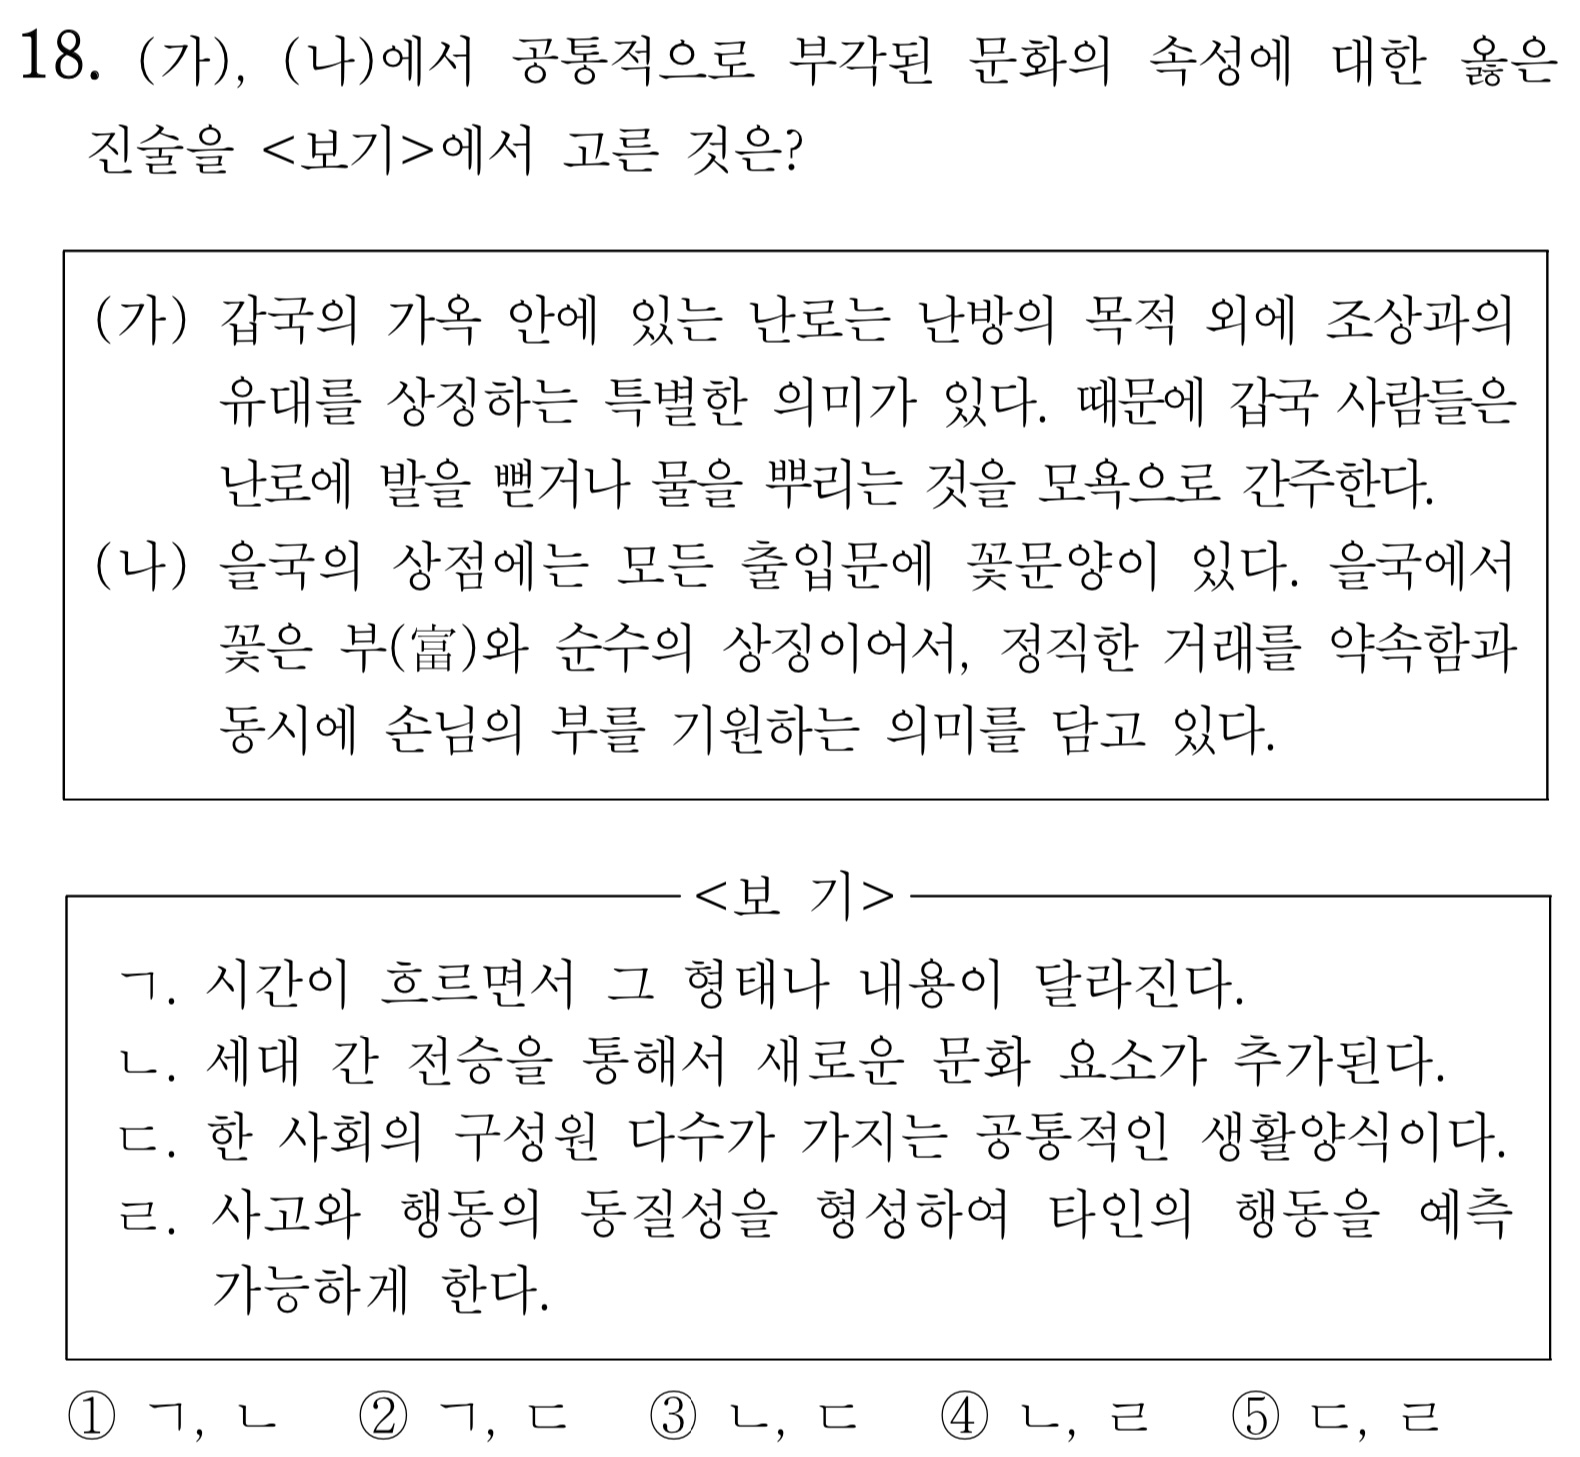 18. (가), (나)에서 공통적으로 부각된 문화의 속성에 대한 옳은
진술을 <보기>에서 고른 것은?
(가) 갑국의 가옥 안에 있는 난로는 난방의 목적 외에 조상과의
유대를 상징하는 특별한 의미가 있다. 때문에 갑국 사람들은
난로에 발을 뻗거나 물을 뿌리는 것을 모욕으로 간주한다.
(나) 을국의 상점에는 모든 출입문에 꽃문양이 있다. 을국에서
꽃은 부(富)와 순수의 상징이어서, 정직한 거래를 약속함과
동시에 손님의 부를 기원하는 의미를 담고 있다.
<보 기>
ㄱ. 시간이 흐르면서 그 형태나 내용이 달라진다.
ㄴ. 세대 간 전승을 통해서 새로운 문화 요소가 추가된다.
ㄷ. 한 사회의 구성원 다수가 가지는 공통적인 생활양식이다.
ㄹ. 사고와 행동의 동질성을 형성하여 타인의 행동을 예측
가능하게 한다.
① ㄱ, ㄴ ② ㄱ, ㄷ ③ ㄴ, ㄷ ④ ㄴ, ㄹ ⑤ ㄷ, ㄹ